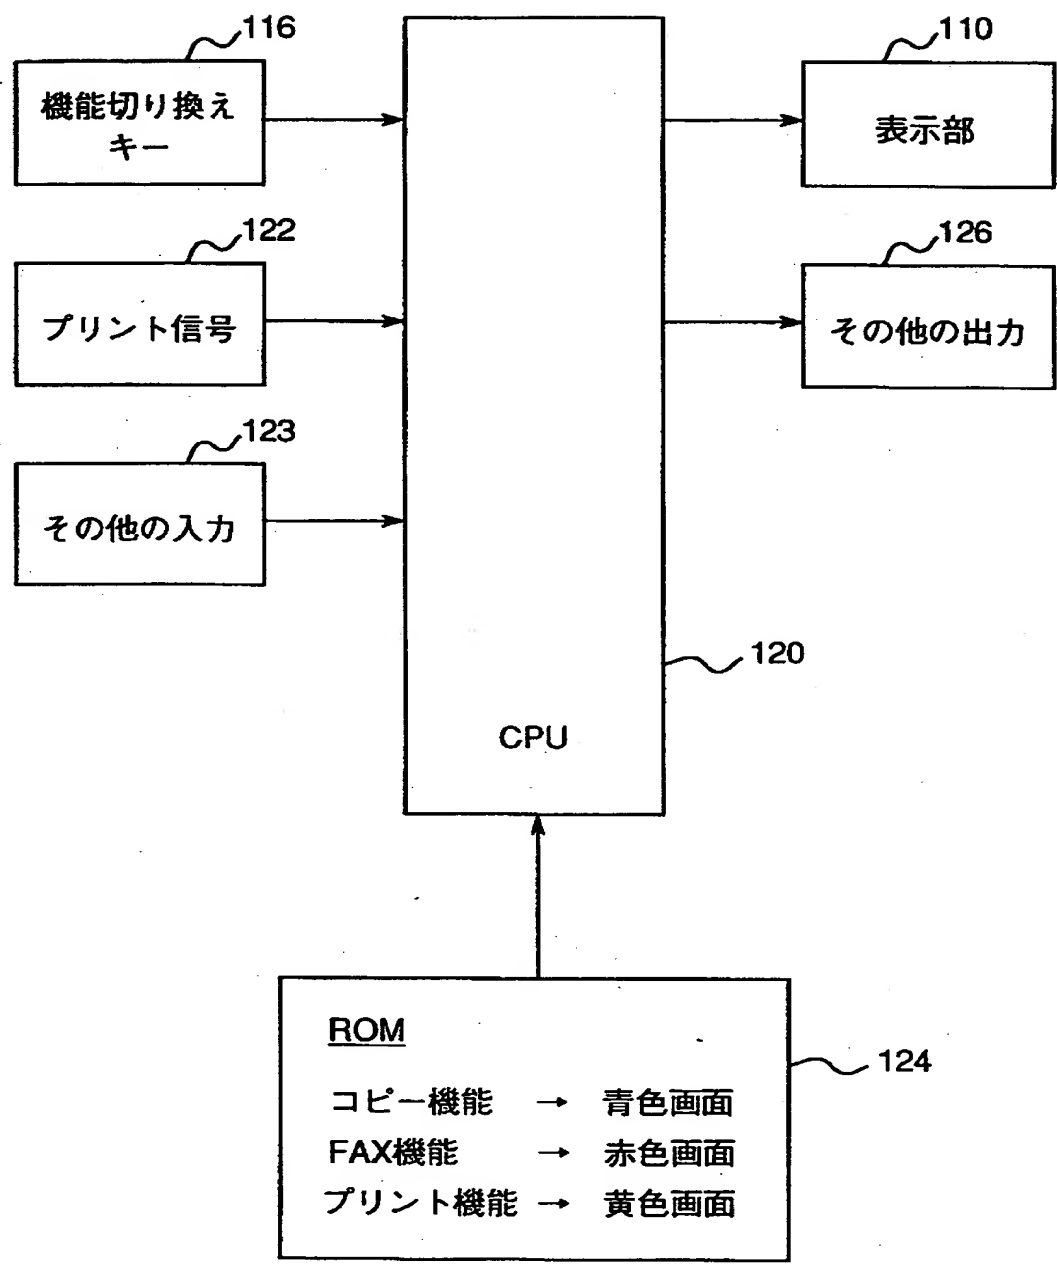 116
機能切り換え
キー
122
プリント信号
123
その他の入力
110
表示部
126
その他の出力
120
CPU
124
ROM
コピー機能 → 青色画面
FAX機能 → 赤色画面
プリント機能 → 黄色画面